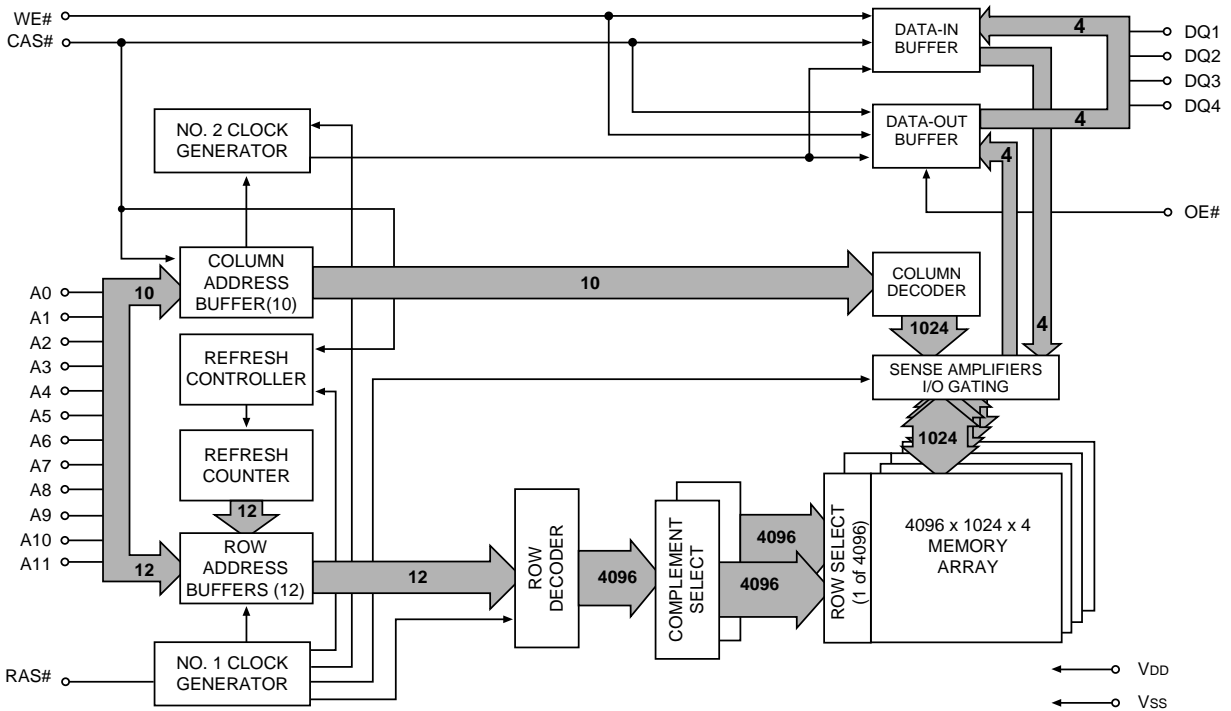 WE#
CAS#
DATA-IN
BUFFER
4
DQ1
DQ2
DQ3
DQ4
NO. 2 CLOCK
GENERATOR
DATA-OUT
BUFFER
4
4
OE#
COLUMN
ADDRESS
BUFFER(10)
10
10
COLUMN
DECODER
1024
4
A0
A1
A2
A3
A4
A5
A6
A7
A8
A9
A10
A11
REFRESH
CONTROLLER
SENSE AMPLIFIERS
I/O GATING
1024
REFRESH
COUNTER
12
12
ROW
ADDRESS
BUFFERS (12)
12
ROW
DECODER
4096
COMPLEMENT
SELECT
4096
4096
ROW SELECT
(1 of 4096)
4096 x 1024 x 4
MEMORY
ARRAY
RAS#
NO. 1 CLOCK
GENERATOR
VDD
VSS